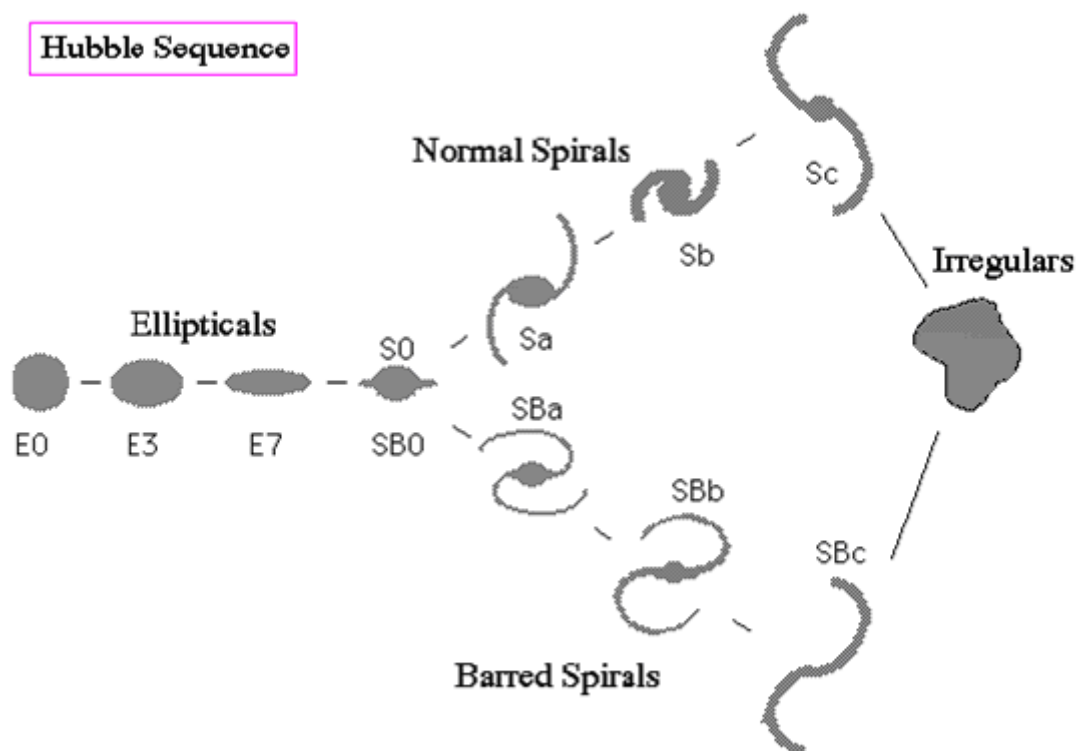 Hubble Sequence
Normal Spirals
Sc
Sb
Irregulars
Ellipticals
S0
Sa
E0
E3
E7
SB0
SBa
SBb
SBc
Barred Spirals